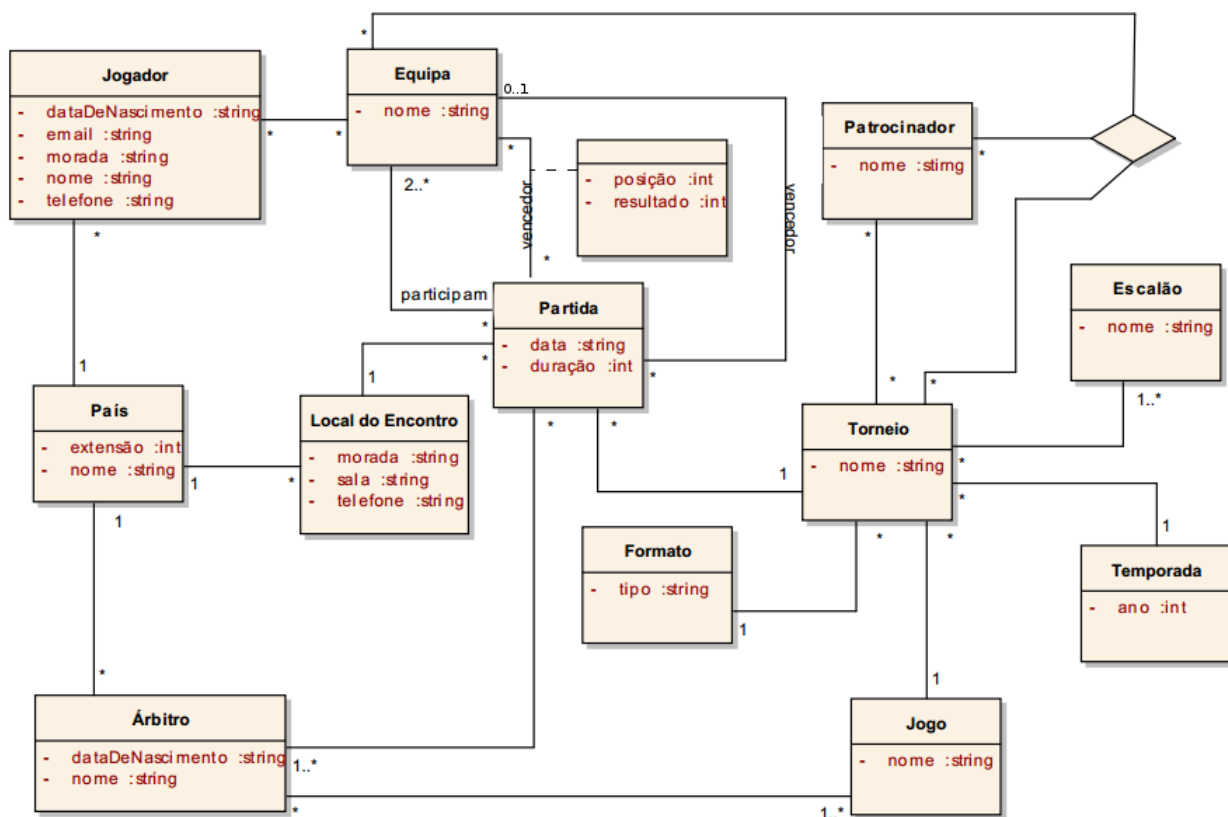 *
Jogador
- dataDeNascimento :string
- email :string
- morada :string
- nome :string
- telefone :string
*
*
*
1
Equipa
- nome :string
0..1
*
2..*
participam
*
vencedor
*
- posição :int
- resultado :int
vencedor
*
Patrocinador
- nome :stimg
*
*
*
*
Escalão
- nome :string
1..*
*
Partida
- data :string
- duração :int
*
1
*
*
1
País
- extensão :int
- nome :string
1
*
1
*
Local do Encontro
- morada :string
- sala :string
- telefone :string
Torneio
- nome :string
*
1
*
*
Formato
- tipo :string
1
Temporada
- ano :int
1
Árbitro
- dataDeNascimento :string
- nome :string
1..*
*
1..*
Jogo
- nome :string